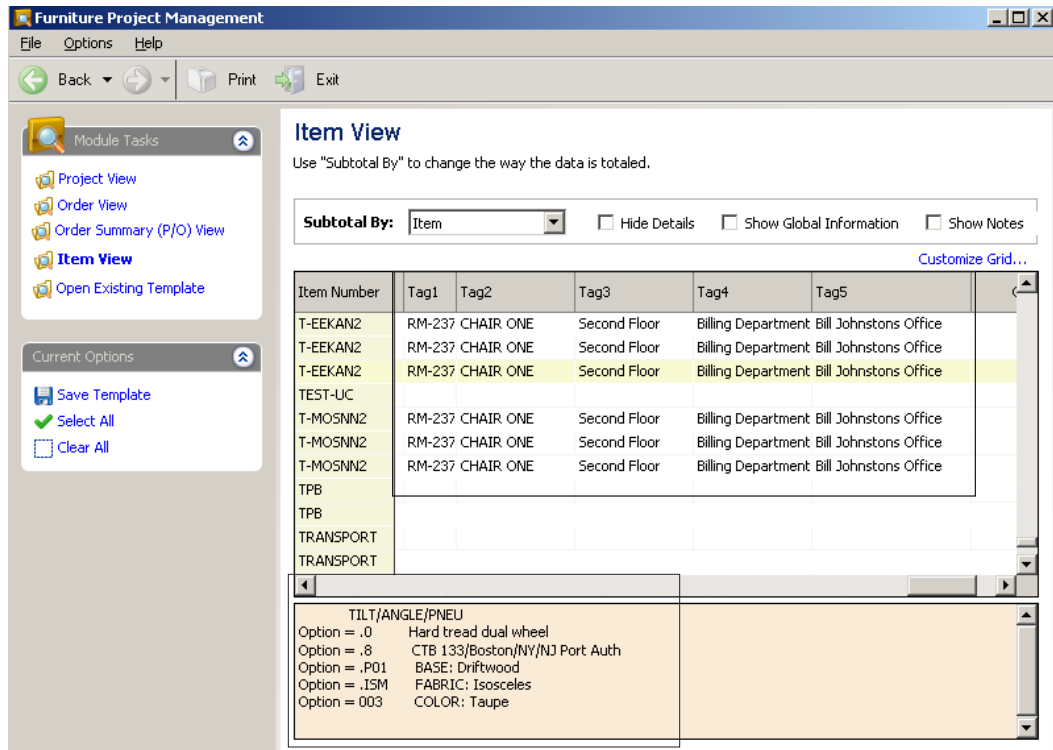 Furniture Project Management
File Options Help
Back Print Exit
Module Tasks
Project View
Order View
Order Summary (P/O) View
Item View
Open Existing Template
Current Options
Save Template
Select All
Clear All
Item View
Use "Subtotal By" to change the way the data is totaled.
Subtotal By: Item Hide Details Show Global Information Show Notes
Customize Grid...
Item Number Tag1 Tag2 Tag3 Tag4 Tag5
T-EEKAN2 RM-237 CHAIR ONE Second Floor Billing Department Bill Johnstons Office
T-EEKAN2 RM-237 CHAIR ONE Second Floor Billing Department Bill Johnstons Office
T-EEKAN2 RM-237 CHAIR ONE Second Floor Billing Department Bill Johnstons Office
TEST-UC
T-MOSNN2 RM-237 CHAIR ONE Second Floor Billing Department Bill Johnstons Office
T-MOSNN2 RM-237 CHAIR ONE Second Floor Billing Department Bill Johnstons Office
T-MOSNN2 RM-237 CHAIR ONE Second Floor Billing Department Bill Johnstons Office
TPB
TPB
TRANSPORT
TRANSPORT
TILT/ANGLE/PNEU
Option = .0 Hard tread dual wheel
Option = .8 CTB 133/Boston/NY/NJ Port Auth
Option = .P01 BASE: Driftwood
Option = .ISM FABRIC: Isosceles
Option = 003 COLOR: Taupe